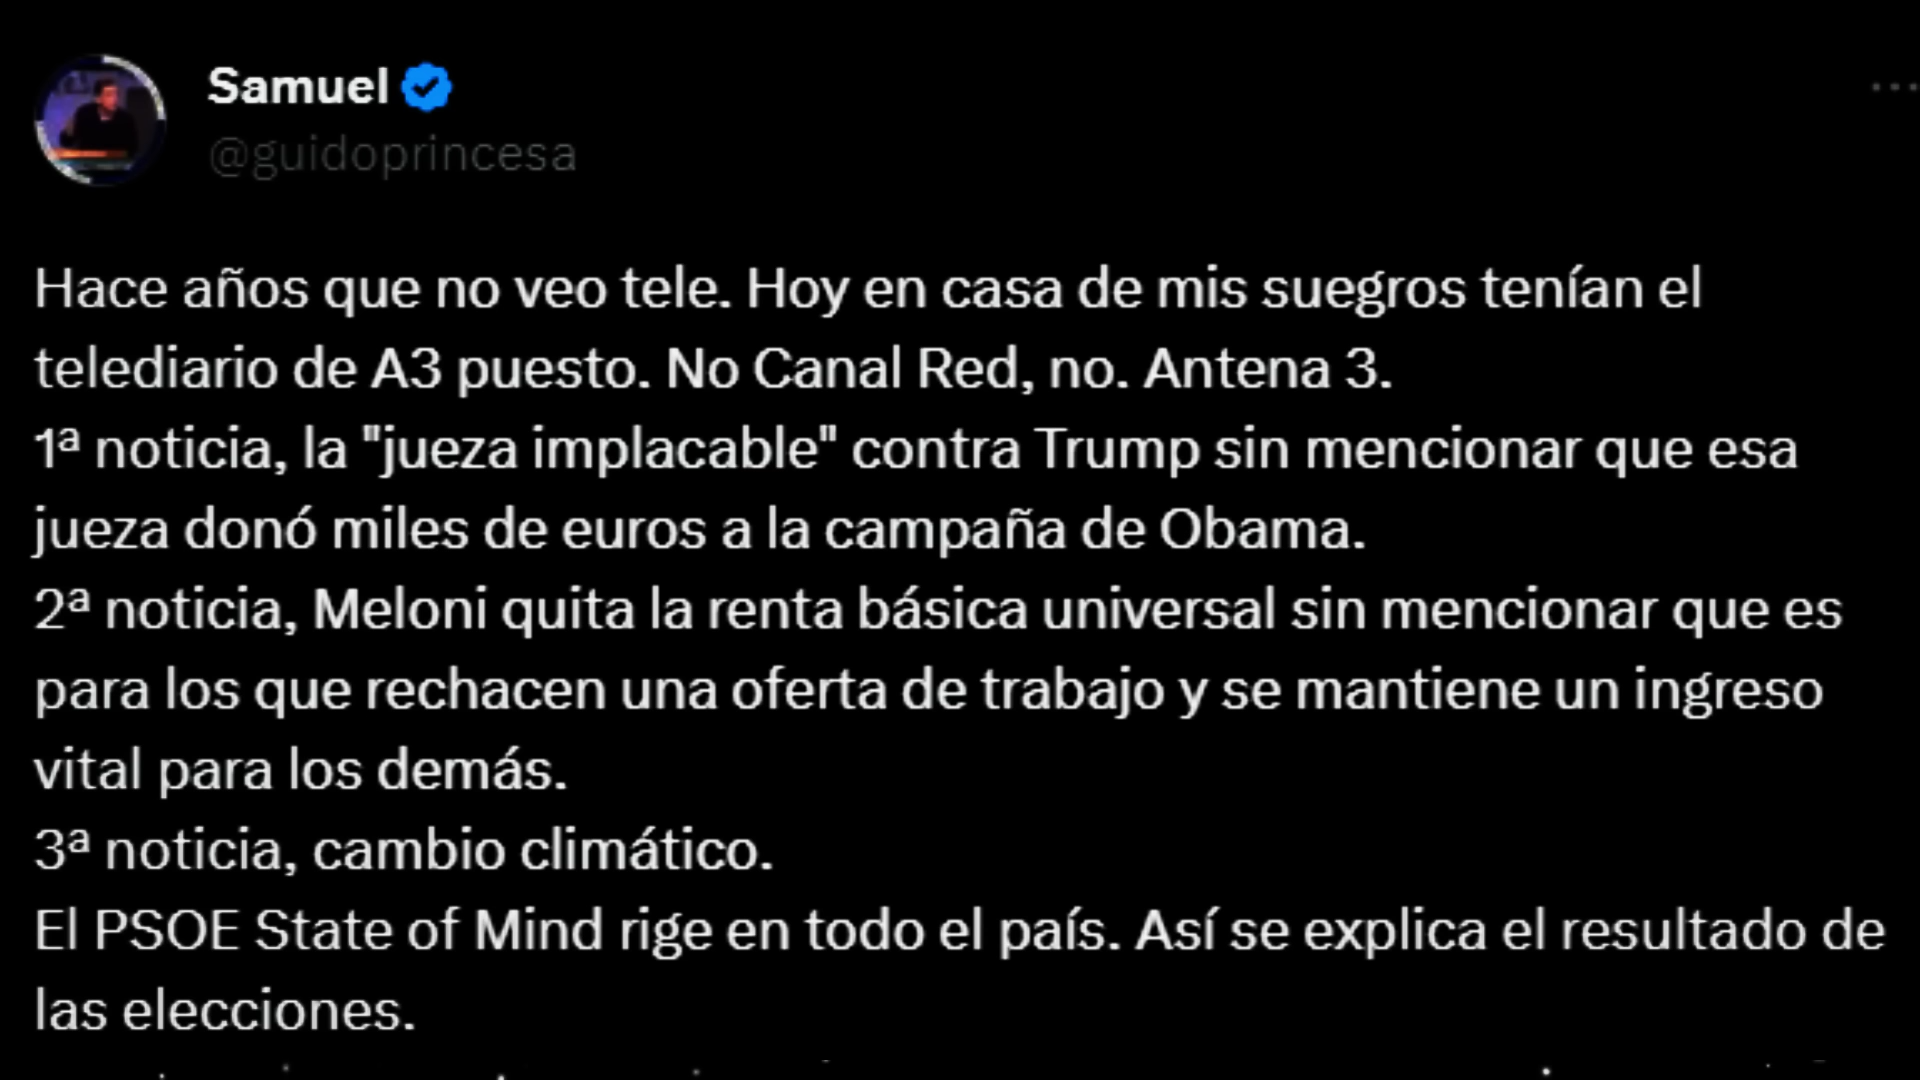 Samuel
@guidoprincesa
Hace años que no veo tele. Hoy en casa de mis suegros tenían el
telediario de A3 puesto. No Canal Red, no. Antena 3.
1ª noticia, la "jueza implacable" contra Trump sin mencionar que esa
jueza donó miles de euros a la campaña de Obama.
2ª noticia, Meloni quita la renta básica universal sin mencionar que es
para los que rechacen una oferta de trabajo y se mantiene un ingreso
vital para los demás.
3ª noticia, cambio climático.
El PSOE State of Mind rige en todo el país. Así se explica el resultado de
las elecciones.